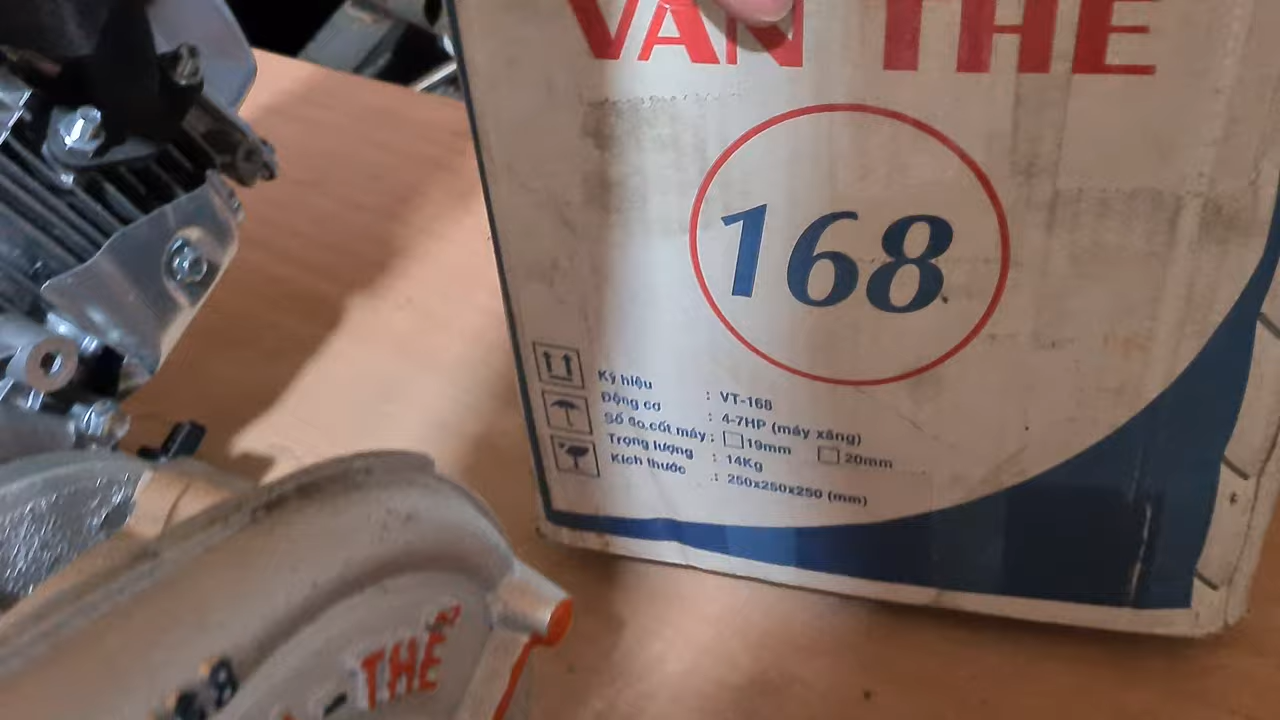 VẠN THẾ
168
Ký hiệu : VT-168
Động cơ : 4-7HP (máy xăng)
Số đo cốt máy : 19mm 20mm
Trọng lượng : 14Kg
Kích thước : 250x250x250 (mm)
THẾ